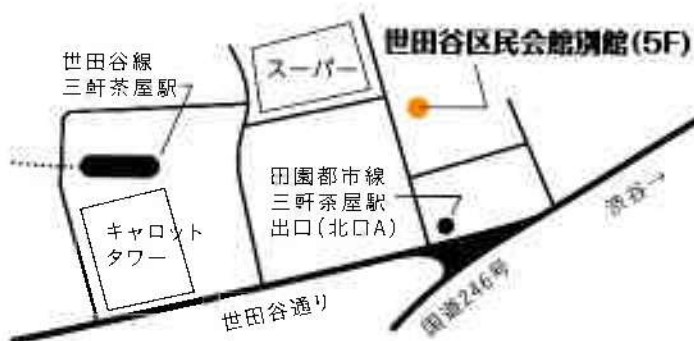 世田谷区民会館別館(5F)
世田谷線
三軒茶屋駅
スーパー
田園都市線
三軒茶屋駅
出口(北口A)
渋谷→
キャロット
タワー
世田谷通り
国道246号